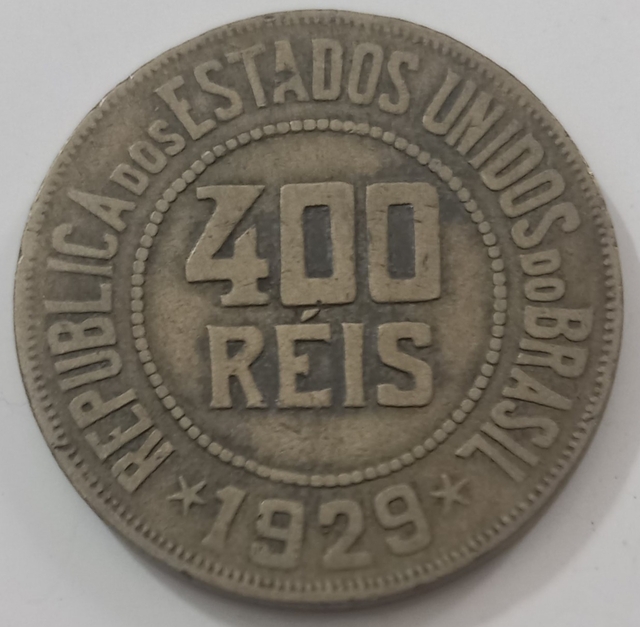 REPUBLICA DOS ESTADOS UNIDOS DO BRASIL
400
RÉIS
1929